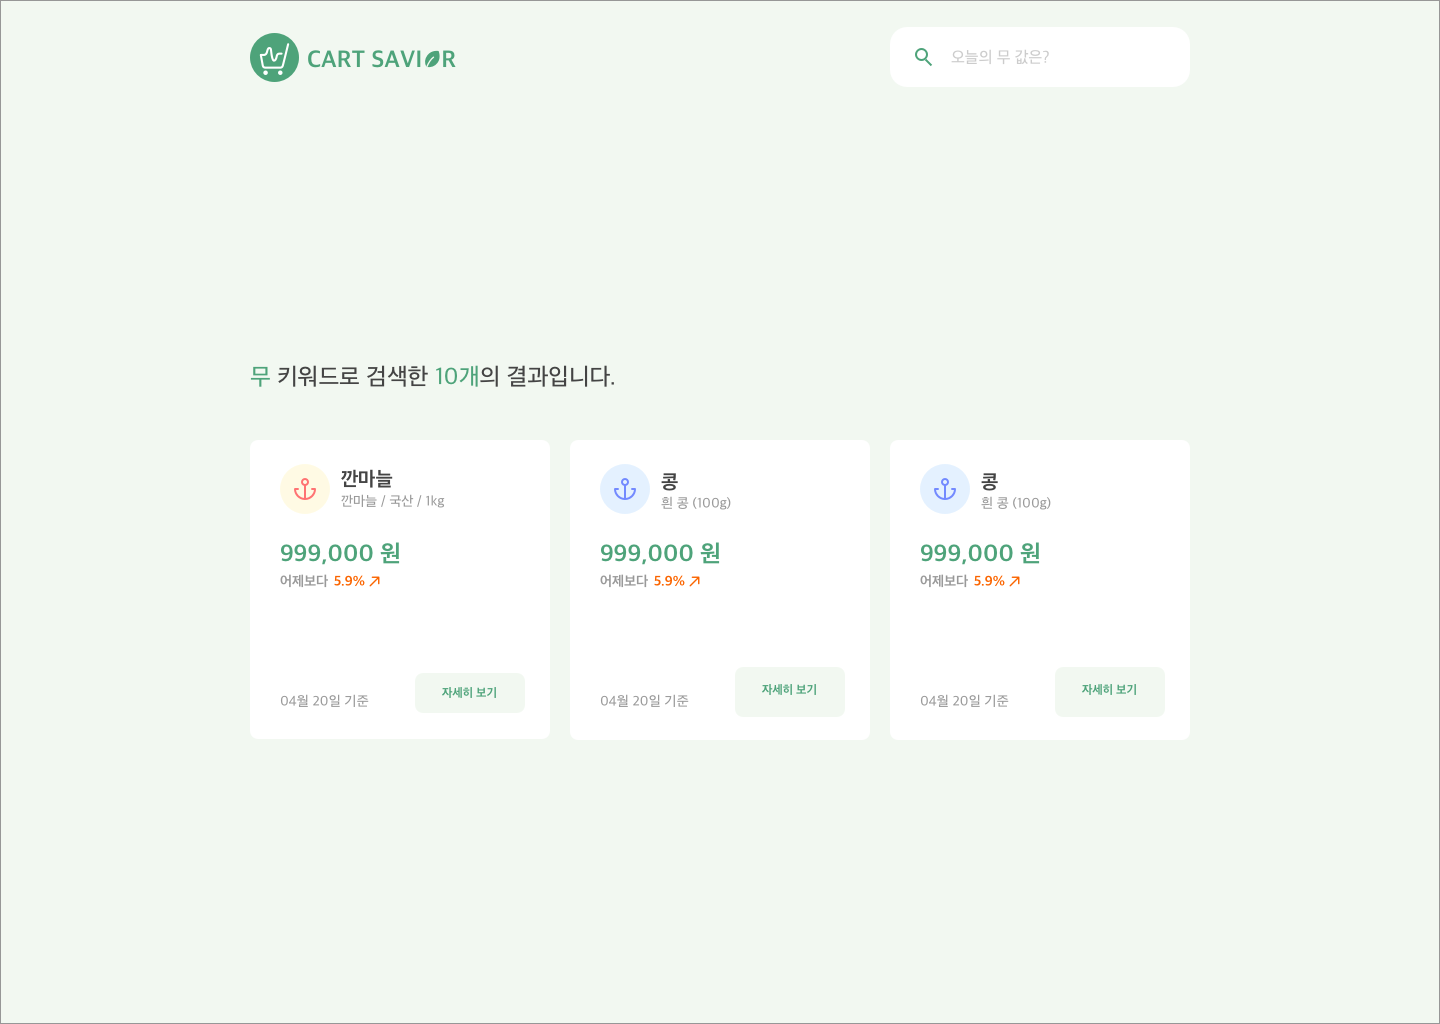 CART SAVIOR
오늘의 무 값은?
무 키워드로 검색한 10개의 결과입니다.
깐마늘
깐마늘 / 국산 / 1kg
999,000 원
어제보다 5.9%
04월 20일 기준
자세히 보기
콩
흰 콩 (100g)
999,000 원
어제보다 5.9%
04월 20일 기준
자세히 보기
콩
흰 콩 (100g)
999,000 원
어제보다 5.9%
04월 20일 기준
자세히 보기